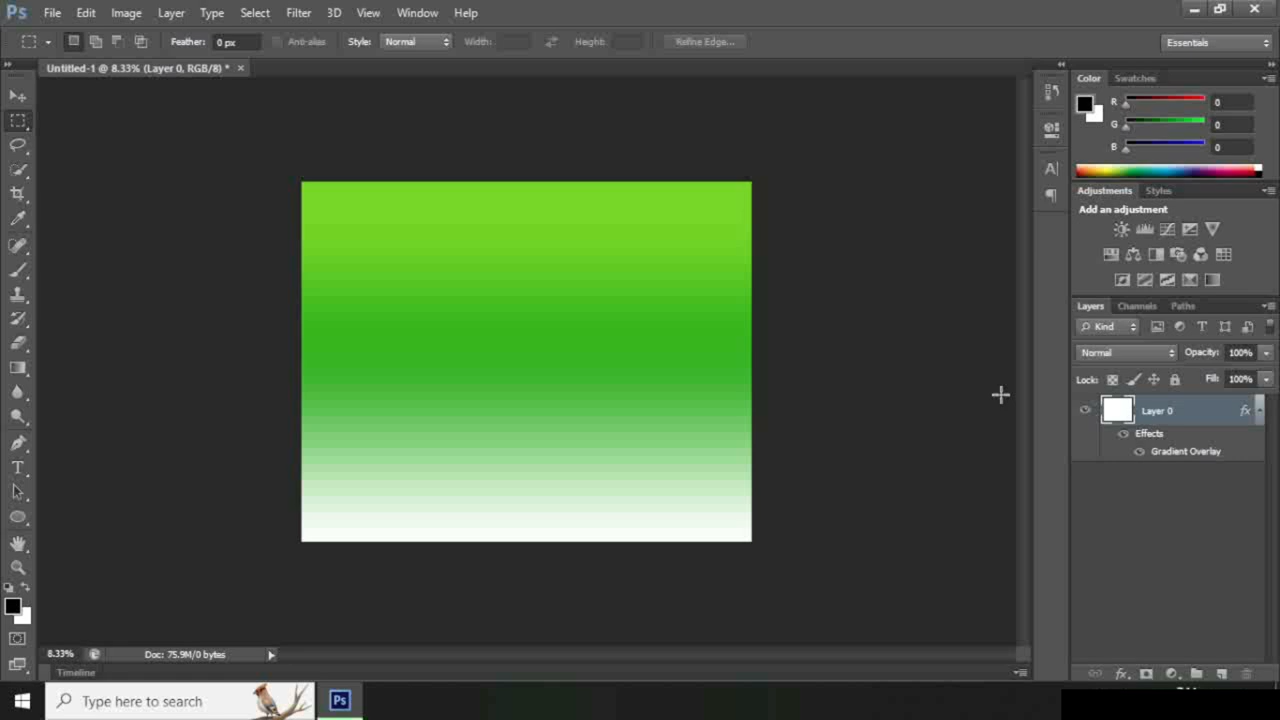 Ps File Edit Image Layer Type Select Filter 3D View Window Help
Feather: 0 px Anti-alias Style: Normal Width: Height: Refine Edge... Essentials
Untitled-1 @ 8.33% (Layer 0, RGB/8) * ×
Color Swatches
R 0
G 0
B 0
Adjustments Styles
Add an adjustment
Layers Channels Paths
Kind
Normal Opacity: 100%
Lock: Fill: 100%
Layer 0 fx
Effects
Gradient Overlay
8.33% Doc: 75.9M/0 bytes
Timeline
Type here to search Ps